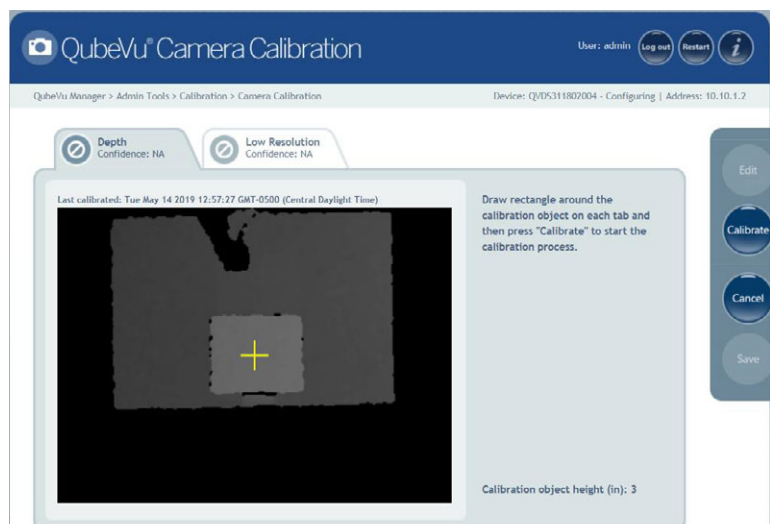 QubeVu® Camera Calibration
User: admin
Log out
Restart
i
QubeVu Manager > Admin Tools > Calibration > Camera Calibration
Device: QVDS311802004 - Configuring | Address: 10.10.1.2
Depth
Confidence: NA
Low Resolution
Confidence: NA
Last calibrated: Tue May 14 2019 12:57:27 GMT-0500 (Central Daylight Time)
Draw rectangle around the
calibration object on each tab and
then press "Calibrate" to start the
calibration process.
Calibration object height (in): 3
Edit
Calibrate
Cancel
Save